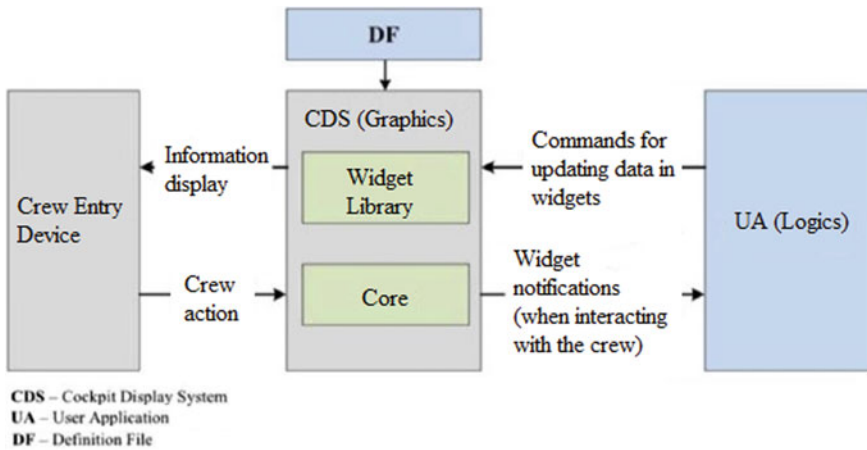 DF
CDS (Graphics)
Widget
Library
Core
Crew Entry
Device
Information
display
Crew
action
Commands for
updating data in
widgets
Widget
notifications
(when interacting
with the crew)
UA (Logics)
CDS – Cockpit Display System
UA – User Application
DF – Definition File